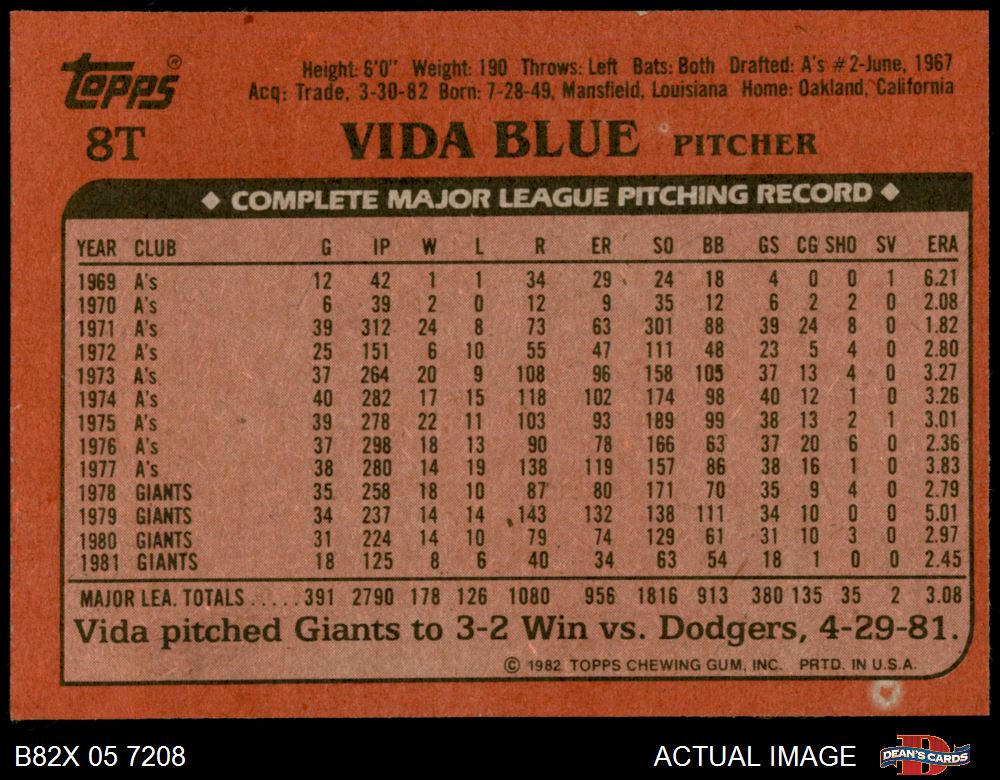 topps®
Height: 6'0" Weight: 190 Throws: Left Bats: Both Drafted: A's #2-June, 1967
Acq: Trade, 3-30-82 Born: 7-28-49, Mansfield, Louisiana Home: Oakland, California
8T VIDA BLUE PITCHER
◆ COMPLETE MAJOR LEAGUE PITCHING RECORD ◆
YEAR CLUB G IP W L R ER SO BB GS CG SHO SV ERA
1969 A's 12 42 1 1 34 29 24 18 4 0 0 1 6.21
1970 A's 6 39 2 0 12 9 35 12 6 2 2 0 2.08
1971 A's 39 312 24 8 73 63 301 88 39 24 8 0 1.82
1972 A's 25 151 6 10 55 47 111 48 23 5 4 0 2.80
1973 A's 37 264 20 9 108 96 158 105 37 13 4 0 3.27
1974 A's 40 282 17 15 118 102 174 98 40 12 1 0 3.26
1975 A's 39 278 22 11 103 93 189 99 38 13 2 1 3.01
1976 A's 37 298 18 13 90 78 166 63 37 20 6 0 2.36
1977 A's 38 280 14 19 138 119 157 86 38 16 1 0 3.83
1978 GIANTS 35 258 18 10 87 80 171 70 35 9 4 0 2.79
1979 GIANTS 34 237 14 14 143 132 138 111 34 10 0 0 5.01
1980 GIANTS 31 224 14 10 79 74 129 61 31 10 3 0 2.97
1981 GIANTS 18 125 8 6 40 34 63 54 18 1 0 0 2.45
MAJOR LEA. TOTALS ..... 391 2790 178 126 1080 956 1816 913 380 135 35 2 3.08
Vida pitched Giants to 3-2 Win vs. Dodgers, 4-29-81.
© 1982 TOPPS CHEWING GUM, INC. PRTD. IN U.S.A.
B82X 05 7208 ACTUAL IMAGE DEAN'S CARDS